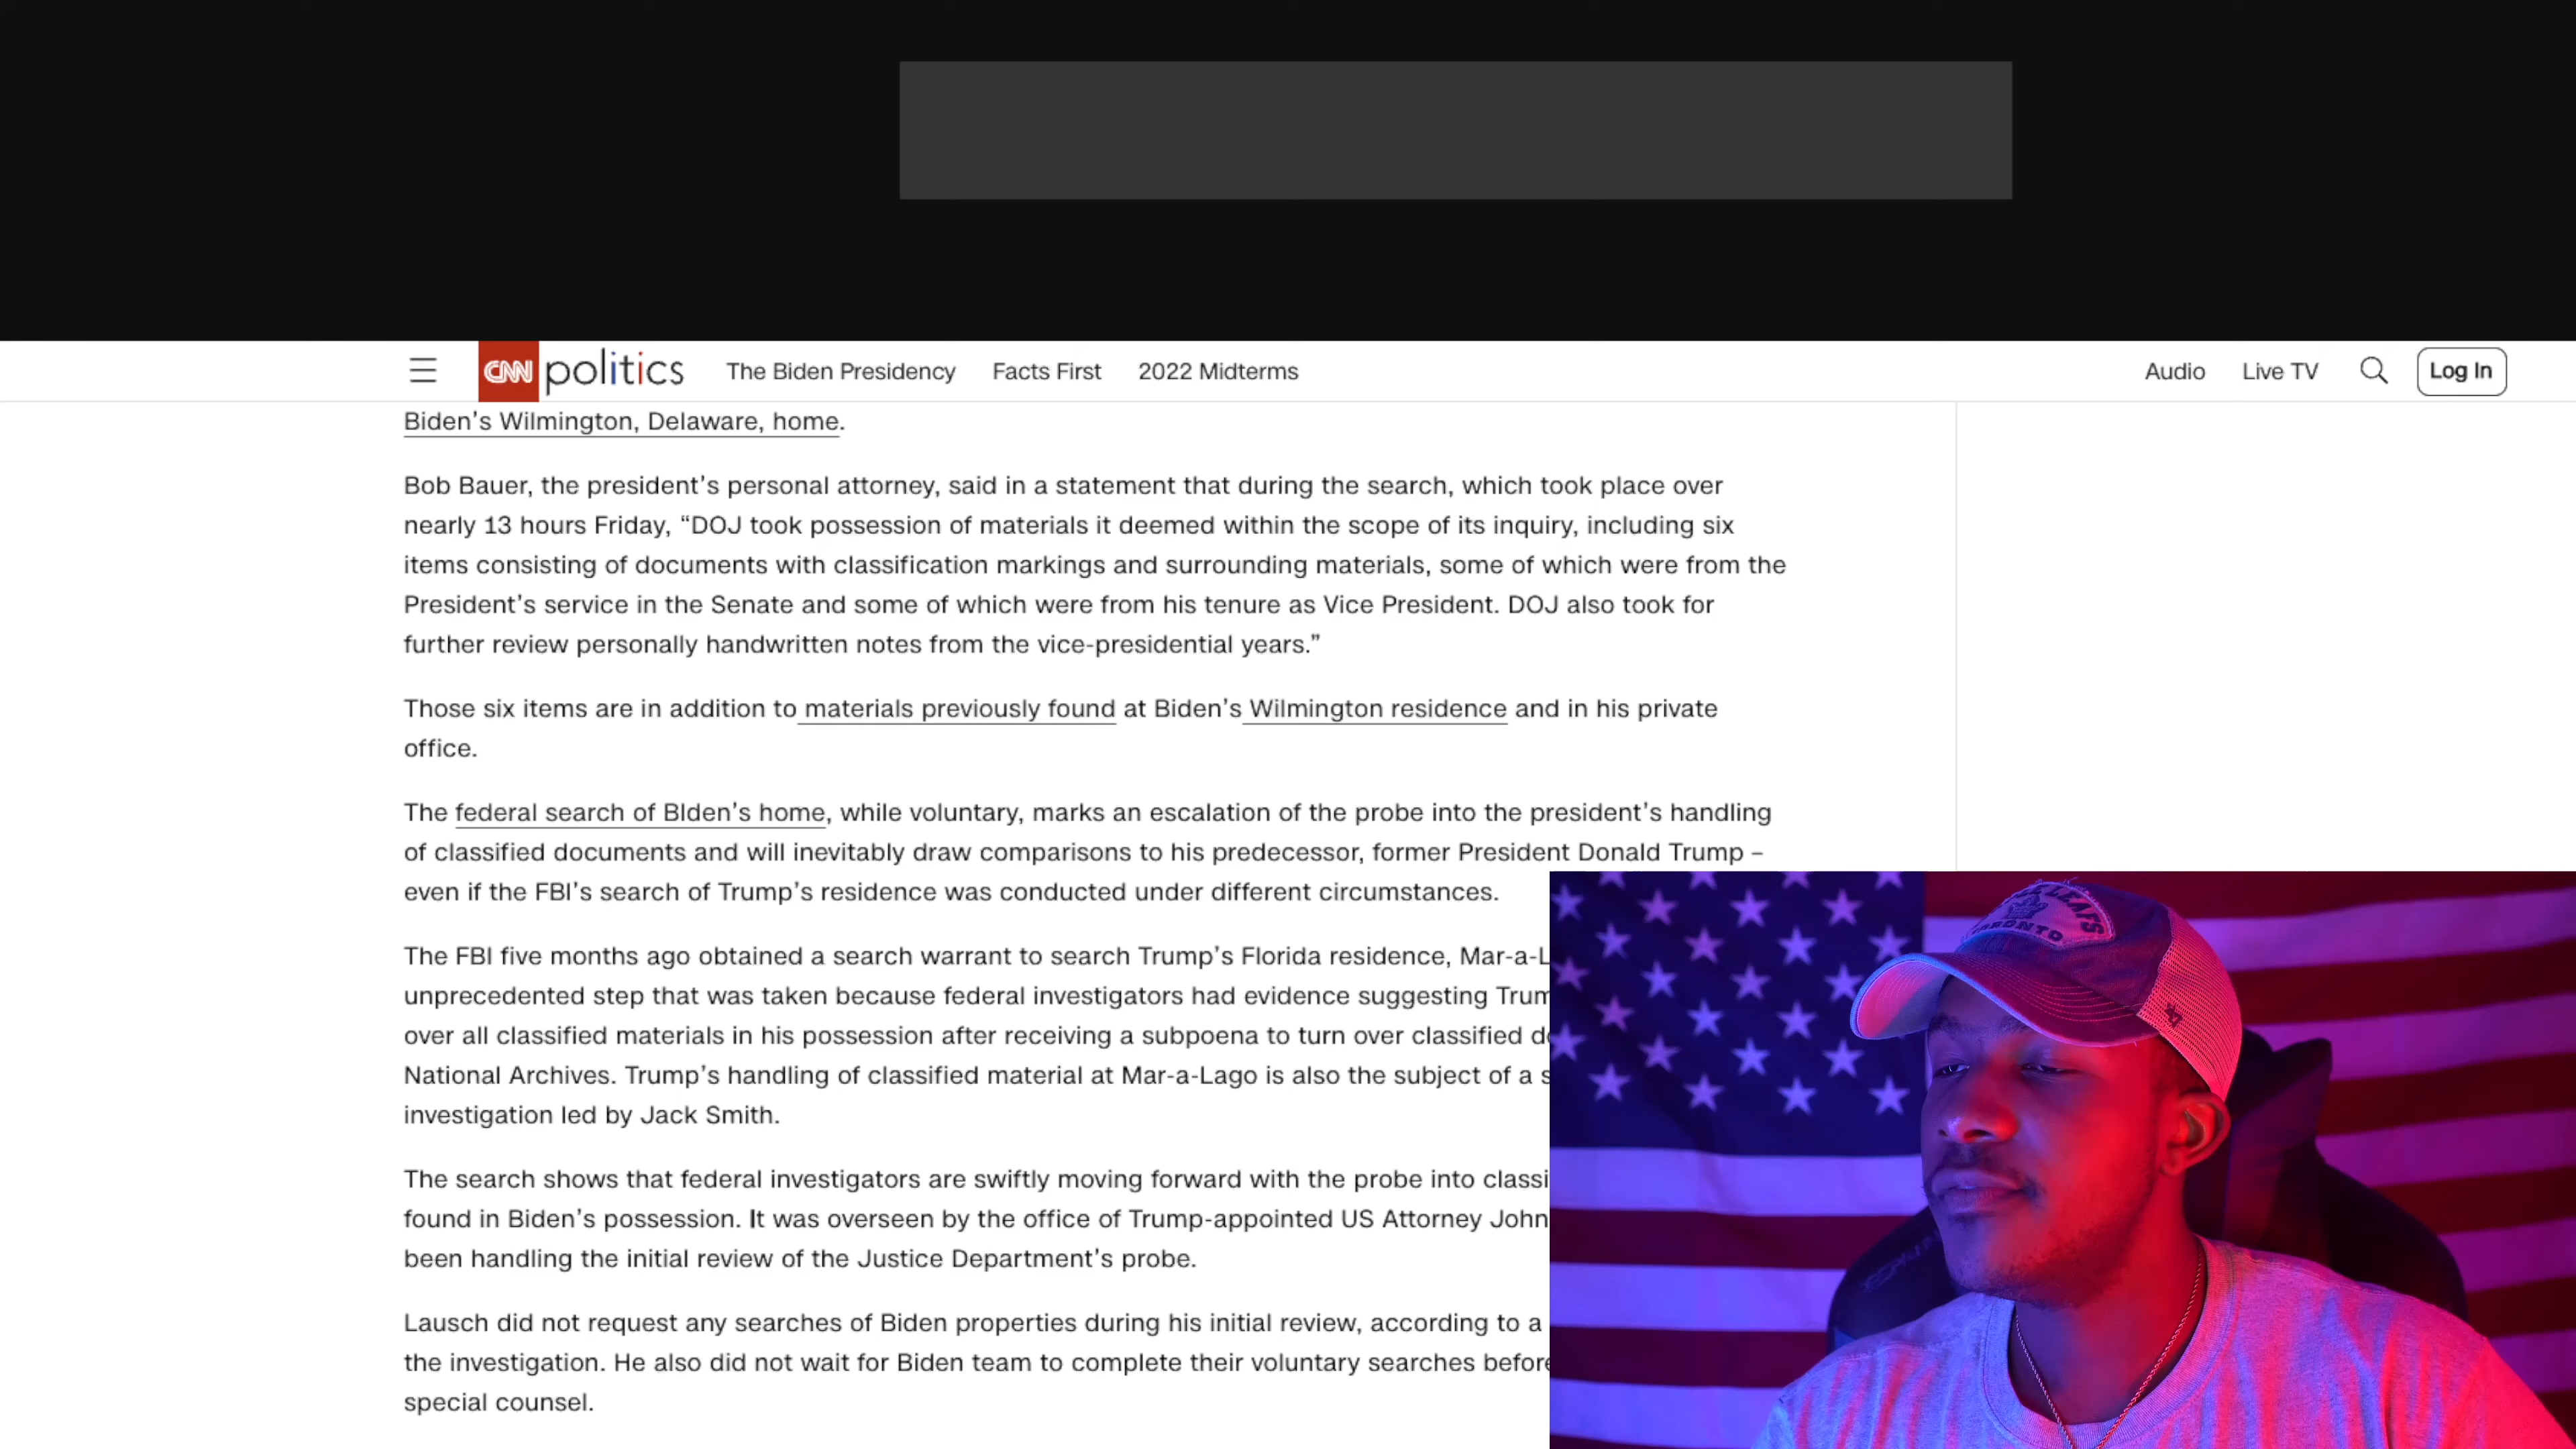 CNN politics The Biden Presidency Facts First 2022 Midterms Audio Live TV Log In
Biden’s Wilmington, Delaware, home.
Bob Bauer, the president’s personal attorney, said in a statement that during the search, which took place over
nearly 13 hours Friday, “DOJ took possession of materials it deemed within the scope of its inquiry, including six
items consisting of documents with classification markings and surrounding materials, some of which were from the
President’s service in the Senate and some of which were from his tenure as Vice President. DOJ also took for
further review personally handwritten notes from the vice-presidential years.”
Those six items are in addition to materials previously found at Biden’s Wilmington residence and in his private
office.
The federal search of BIden’s home, while voluntary, marks an escalation of the probe into the president’s handling
of classified documents and will inevitably draw comparisons to his predecessor, former President Donald Trump –
even if the FBI’s search of Trump’s residence was conducted under different circumstances.
The FBI five months ago obtained a search warrant to search Trump’s Florida residence, Mar-a-L
unprecedented step that was taken because federal investigators had evidence suggesting Trum
over all classified materials in his possession after receiving a subpoena to turn over classified d
National Archives. Trump’s handling of classified material at Mar-a-Lago is also the subject of a s
investigation led by Jack Smith.
The search shows that federal investigators are swiftly moving forward with the probe into classi
found in Biden’s possession. It was overseen by the office of Trump-appointed US Attorney John
been handling the initial review of the Justice Department’s probe.
Lausch did not request any searches of Biden properties during his initial review, according to a
the investigation. He also did not wait for Biden team to complete their voluntary searches before
special counsel.
LEAFS
TORONTO
47